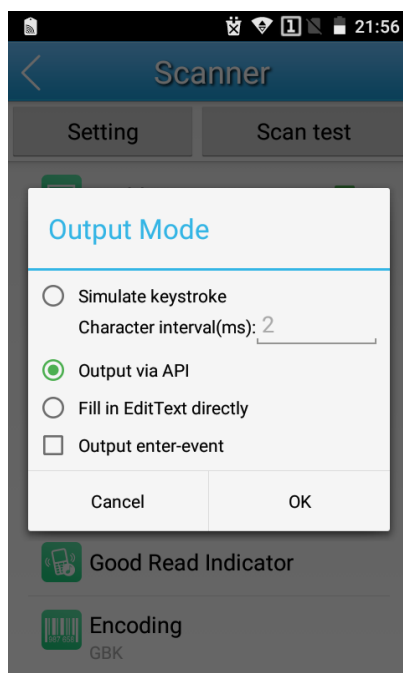 21:56
Scanner
Setting
Scan test
Output Mode
Simulate keystroke
Character interval(ms): 2
Output via API
Fill in EditText directly
Output enter-event
Cancel
OK
Good Read Indicator
Encoding
GBK